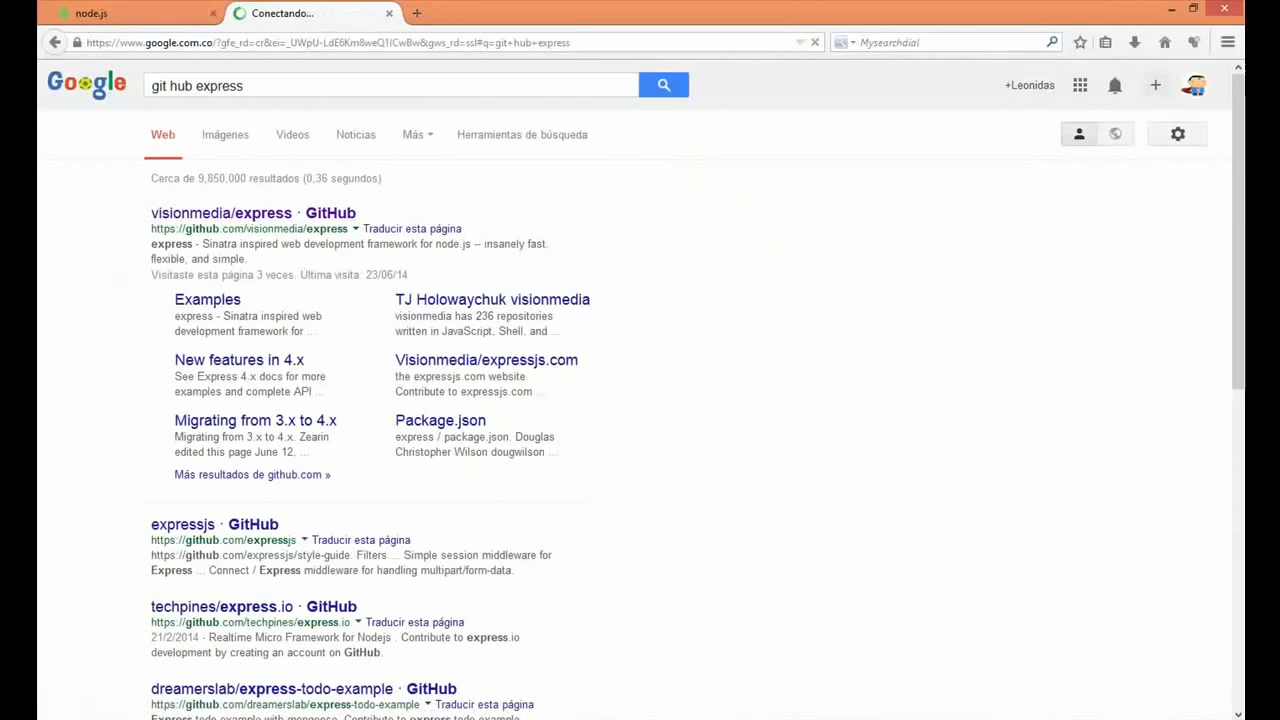 node.js
Conectando...
https://www.google.com.co/?gfe_rd=cr&ei=_UWpU-LdE6Km8weQ1ICwBw&gws_rd=ssl#q=git+hub+express
Mysearchdial
Google
git hub express
+Leonidas
Web
Imágenes
Videos
Noticias
Más
Herramientas de búsqueda
Cerca de 9,850,000 resultados (0,36 segundos)
visionmedia/express · GitHub
https://github.com/visionmedia/express Traducir esta página
express - Sinatra inspired web development framework for node.js -- insanely fast.
flexible, and simple.
Visitaste esta página 3 veces. Última visita: 23/06/14
Examples
express - Sinatra inspired web
development framework for ...
TJ Holowaychuk visionmedia
visionmedia has 236 repositories
written in JavaScript, Shell, and ...
New features in 4.x
See Express 4.x docs for more
examples and complete API ...
Visionmedia/expressjs.com
the expressjs.com website.
Contribute to expressjs.com ...
Migrating from 3.x to 4.x
Migrating from 3.x to 4.x. Zearin
edited this page June 12, ...
Package.json
express / package.json. Douglas
Christopher Wilson dougwilson ...
Más resultados de github.com »
expressjs · GitHub
https://github.com/expressjs Traducir esta página
https://github.com/expressjs/style-guide. Filters ... Simple session middleware for
Express ... Connect / Express middleware for handling multipart/form-data.
techpines/express.io · GitHub
https://github.com/techpines/express.io Traducir esta página
21/2/2014 - Realtime Micro Framework for Nodejs . Contribute to express.io
development by creating an account on GitHub.
dreamerslab/express-todo-example · GitHub
https://github.com/dreamerslab/express-todo-example Traducir esta página
Express todo example with mongoose. Contribute to express-todo-example